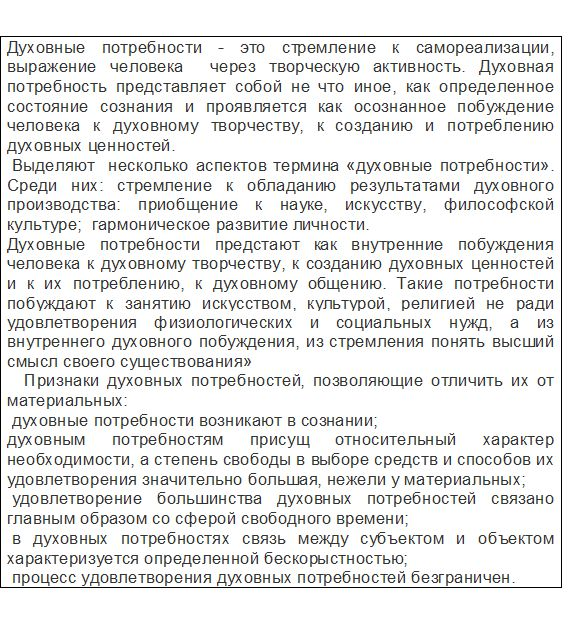 Духовные потребности - это стремление к самореализации,
выражение человека через творческую активность. Духовная
потребность представляет собой не что иное, как определенное
состояние сознания и проявляется как осознанное побуждение
человека к духовному творчеству, к созданию и потреблению
духовных ценностей.
Выделяют несколько аспектов термина «духовные потребности».
Среди них: стремление к обладанию результатами духовного
производства: приобщение к науке, искусству, философской
культуре; гармоническое развитие личности.
Духовные потребности предстают как внутренние побуждения
человека к духовному творчеству, к созданию духовных ценностей
и к их потреблению, к духовному общению. Такие потребности
побуждают к занятию искусством, культурой, религией не ради
удовлетворения физиологических и социальных нужд, а из
внутреннего духовного побуждения, из стремления понять высший
смысл своего существования»
Признаки духовных потребностей, позволяющие отличить их от
материальных:
духовные потребности возникают в сознании;
духовным потребностям присущ относительный характер
необходимости, а степень свободы в выборе средств и способов их
удовлетворения значительно большая, нежели у материальных;
удовлетворение большинства духовных потребностей связано
главным образом со сферой свободного времени;
в духовных потребностях связь между субъектом и объектом
характеризуется определенной бескорыстностью;
процесс удовлетворения духовных потребностей безграничен.